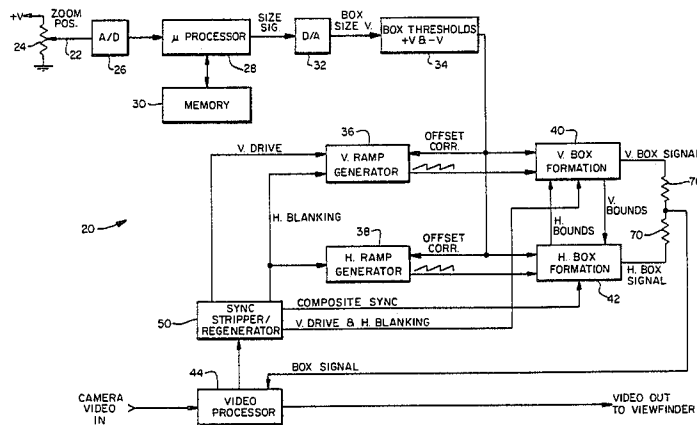 +V
ZOOM
POS.
24
22
A/D
26
μ PROCESSOR
28
SIZE
SIG
D/A
32
BOX
SIZE V.
BOX THRESHOLDS
+V & -V
34
30
MEMORY
36
V. DRIVE
V. RAMP
GENERATOR
OFFSET
CORR.
40
V. BOX
FORMATION
V. BOX SIGNAL
70
H. BLANKING
20
38
H. RAMP
GENERATOR
OFFSET
CORR.
H. BOUNDS
V. BOUNDS
70
H. BOX
FORMATION
H. BOX
SIGNAL
42
50
SYNC
STRIPPER/
REGENERATOR
COMPOSITE SYNC
V. DRIVE & H. BLANKING
44
BOX SIGNAL
CAMERA
VIDEO
IN
VIDEO
PROCESSOR
VIDEO OUT
TO VIEWFINDER